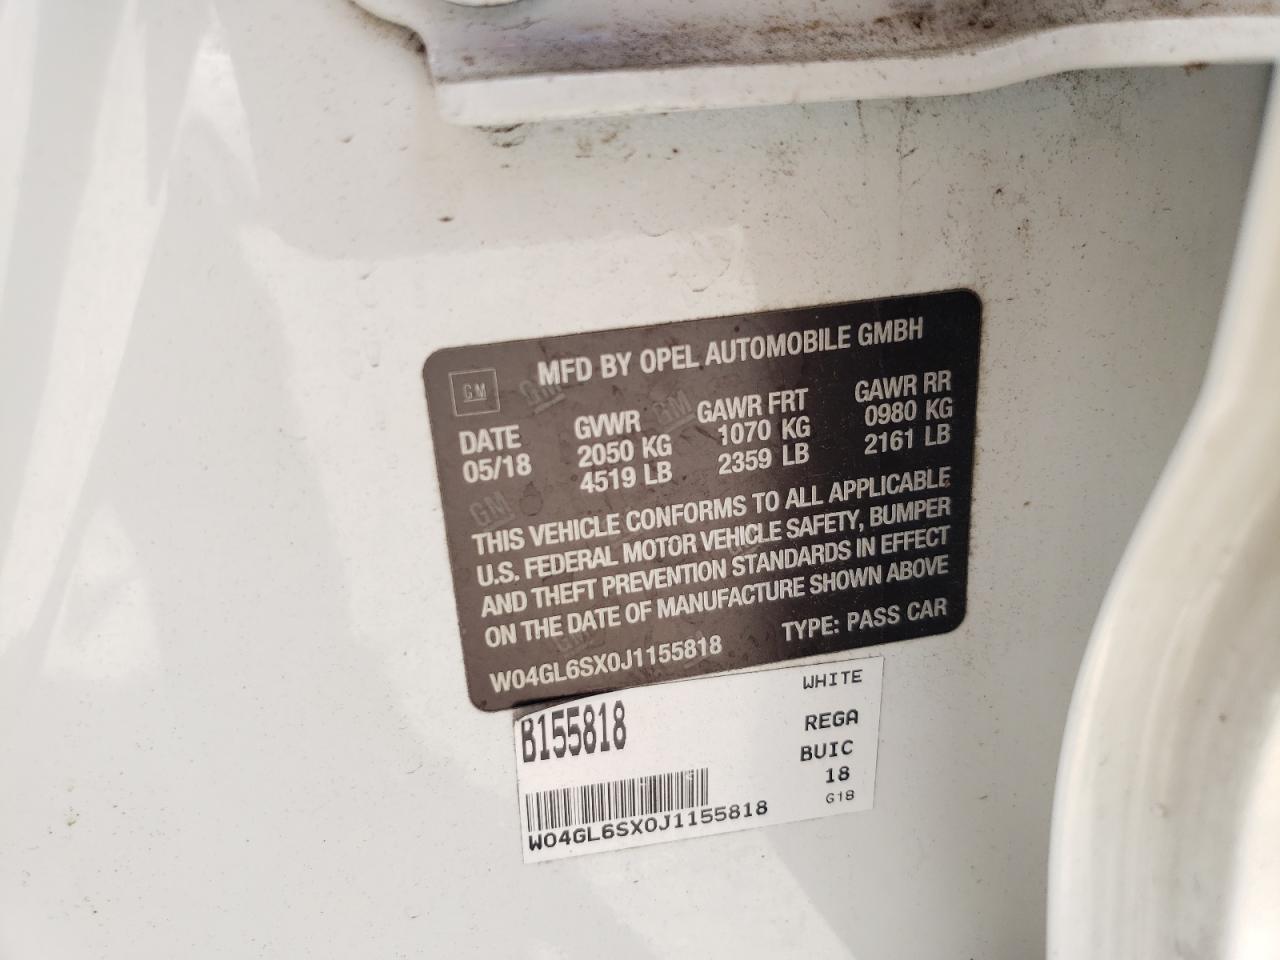 GM
MFD BY OPEL AUTOMOBILE GMBH
DATE GVWR GAWR FRT GAWR RR
05/18 2050 KG 1070 KG 0980 KG
4519 LB 2359 LB 2161 LB
THIS VEHICLE CONFORMS TO ALL APPLICABLE
U.S. FEDERAL MOTOR VEHICLE SAFETY, BUMPER
AND THEFT PREVENTION STANDARDS IN EFFECT
ON THE DATE OF MANUFACTURE SHOWN ABOVE
W04GL6SX0J1155818 TYPE: PASS CAR
WHITE
B155818 REGA
BUIC
18
G18
W04GL6SX0J1155818